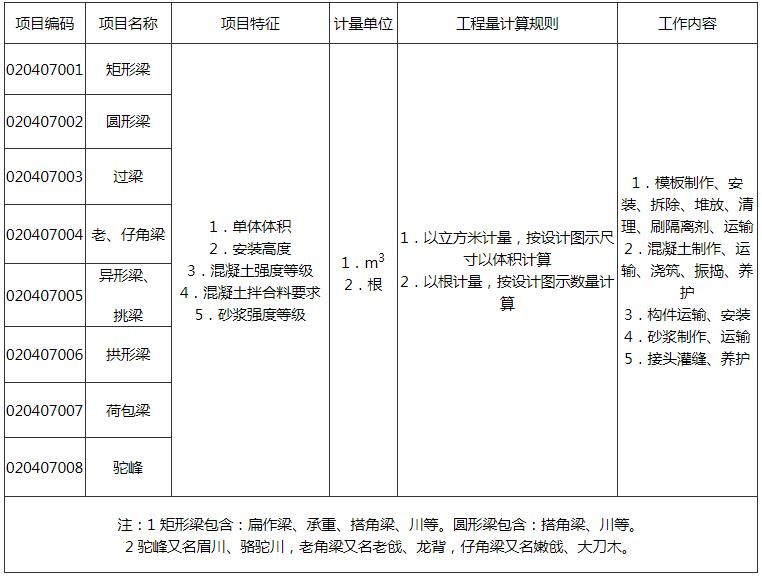 项目编码 项目名称 项目特征 计量单位 工程量计算规则 工作内容
020407001 矩形梁
020407002 圆形梁
020407003 过梁
020407004 老、仔角梁
020407005 异形梁、
挑梁
020407006 拱形梁
020407007 荷包梁
020407008 驼峰
1．单体体积
2．安装高度
3．混凝土强度等级
4．混凝土拌合料要求
5．砂浆强度等级
1．m³
2．根
1．以立方米计量，按设计图示尺
寸以体积计算
2．以根计量，按设计图示数量计
算
1．模板制作、安
装、拆除、堆放、清
理、刷隔离剂、运输
2．混凝土制作、运
输、浇筑、振捣、养
护
3．构件运输、安装
4．砂浆制作、运输
5．接头灌缝、养护
注：1 矩形梁包含：扁作梁、承重、搭角梁、川等。圆形梁包含：搭角梁、川等。
2 驼峰又名眉川、骆驼川，老角梁又名老戗、龙背，仔角梁又名嫩戗、大刀木。